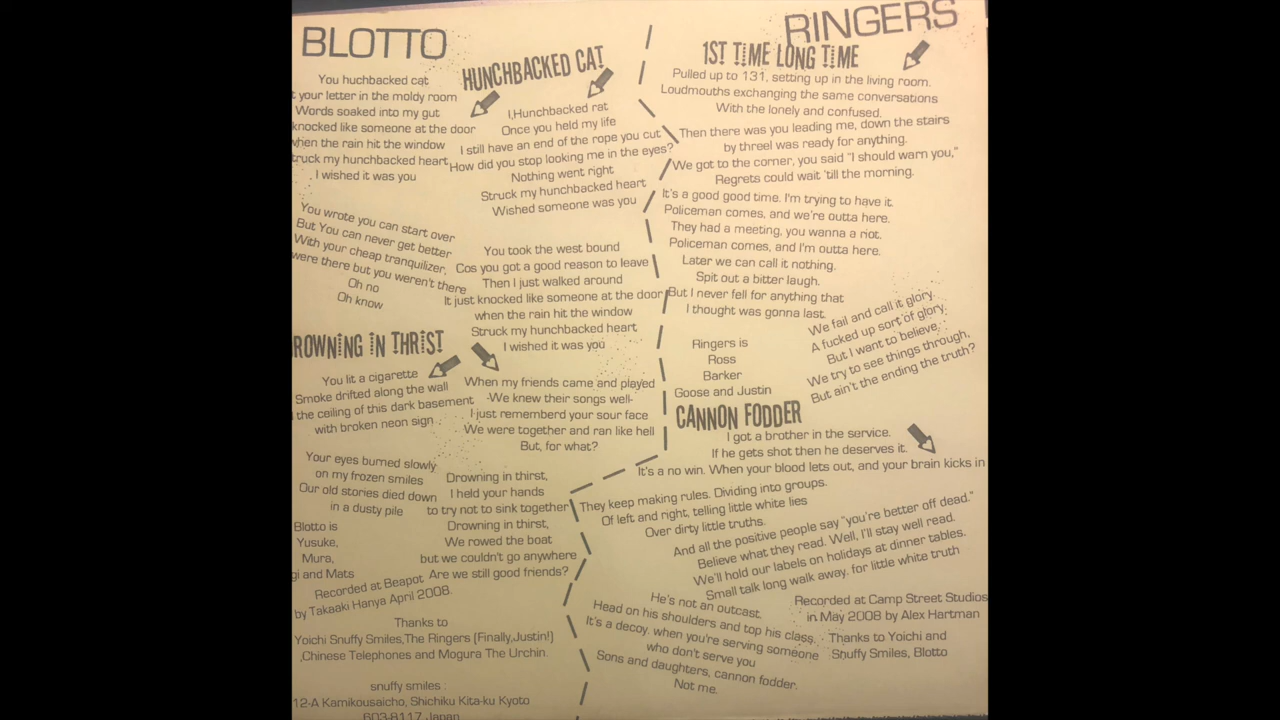 BLOTTO
HUNCHBACKED CAT
You huchbacked cat
t your letter in the moldy room
Words soaked into my gut
knocked like someone at the door
when the rain hit the window
truck my hunchbacked heart
I wished it was you
I,Hunchbacked rat
Once you held my life
I still have an end of the rope you cut
How did you stop looking me in the eyes?
Nothing went right
Struck my hunchbacked heart
Wished someone was you
You wrote you can start over
But You can never get better
With your cheap tranquilizer,
were there but you weren't there
Oh no
Oh know
You took the west bound
Cos you got a good reason to leave
Then I just walked around
It just knocked like someone at the door
when the rain hit the window
Struck my hunchbacked heart
I wished it was you
ROWNING IN THRIST
You lit a cigarette
Smoke drifted along the wall
the ceiling of this dark basement
with broken neon sign
When my friends came and played
-We knew their songs well-
I just rememberd your sour face
We were together and ran like hell
But, for what?
Your eyes burned slowly
on my frozen smiles
Our old stories died down
in a dusty pile
Drowning in thirst,
I held your hands
to try not to sink together
Drowning in thirst,
We rowed the boat
but we couldn't go anywhere
Are we still good friends?
Blotto is
Yusuke,
Mura,
gi and Mats
Recorded at Beapot
by Takaaki Hanya April 2008.
Thanks to
Yoichi Snuffy Smiles,The Ringers (Finally,Justin!)
,Chinese Telephones and Mogura The Urchin.
snuffy smiles :
12-A Kamikousaicho, Shichiku Kita-ku Kyoto
603-8117 Japan
RINGERS
1ST TIME LONG TIME
Pulled up to 131, setting up in the living room.
Loudmouths exchanging the same conversations
With the lonely and confused.
Then there was you leading me, down the stairs
by threeI was ready for anything.
We got to the corner, you said "I should warn you,"
Regrets could wait 'till the morning.
It's a good good time. I'm trying to have it.
Policeman comes, and we're outta here.
They had a meeting, you wanna a riot.
Policeman comes, and I'm outta here.
Later we can call it nothing.
Spit out a bitter laugh.
But I never fell for anything that
I thought was gonna last.
We fail and call it glory.
A fucked up sort of glory.
But I want to believe.
We try to see things through,
But ain't the ending the truth?
Ringers is
Ross
Barker
Goose and Justin
CANNON FODDER
I got a brother in the service.
If he gets shot then he deserves it.
It's a no win. When your blood lets out, and your brain kicks in
They keep making rules. Dividing into groups.
Of left and right, telling little white lies
Over dirty little truths.
And all the positive people say "you're better off dead."
Believe what they read. Well, I'll stay well read.
We'll hold our labels on holidays at dinner tables.
Small talk long walk away. for little white truth
He's not an outcast.
Head on his shoulders and top his class.
It's a decoy. when you're serving someone
who don't serve you
Sons and daughters, cannon fodder.
Not me.
Recorded at Camp Street Studios
in May 2008 by Alex Hartman
Thanks to Yoichi and
Snuffy Smiles, Blotto